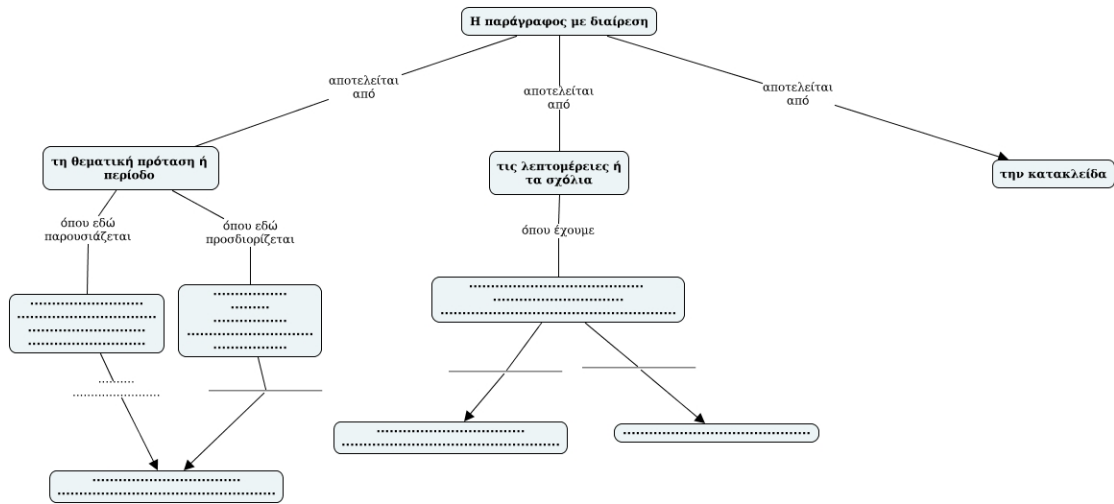 Η παράγραφος με διαίρεση
αποτελείται
από
αποτελείται
από
αποτελείται
από
τη θεματική πρόταση ή
περίοδο
τις λεπτομέρειες ή
τα σχόλια
την κατακλείδα
όπου εδώ
παρουσιάζεται
όπου εδώ
προσδιορίζεται
όπου έχουμε